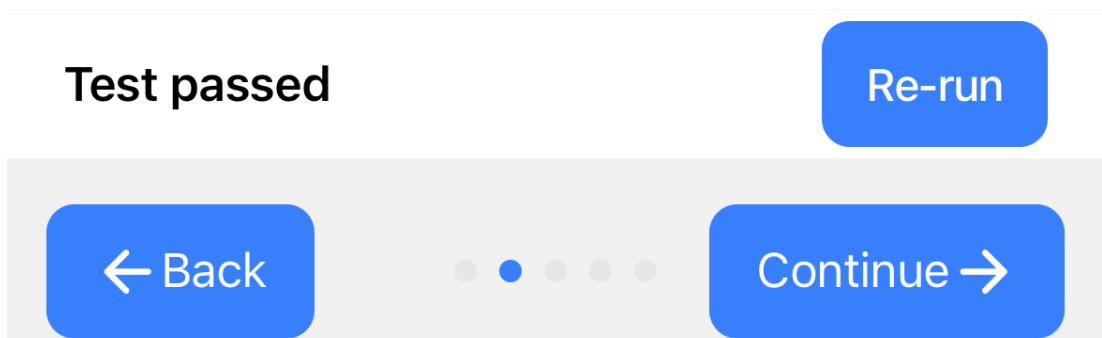 Test passed
Re-run
← Back
Continue →